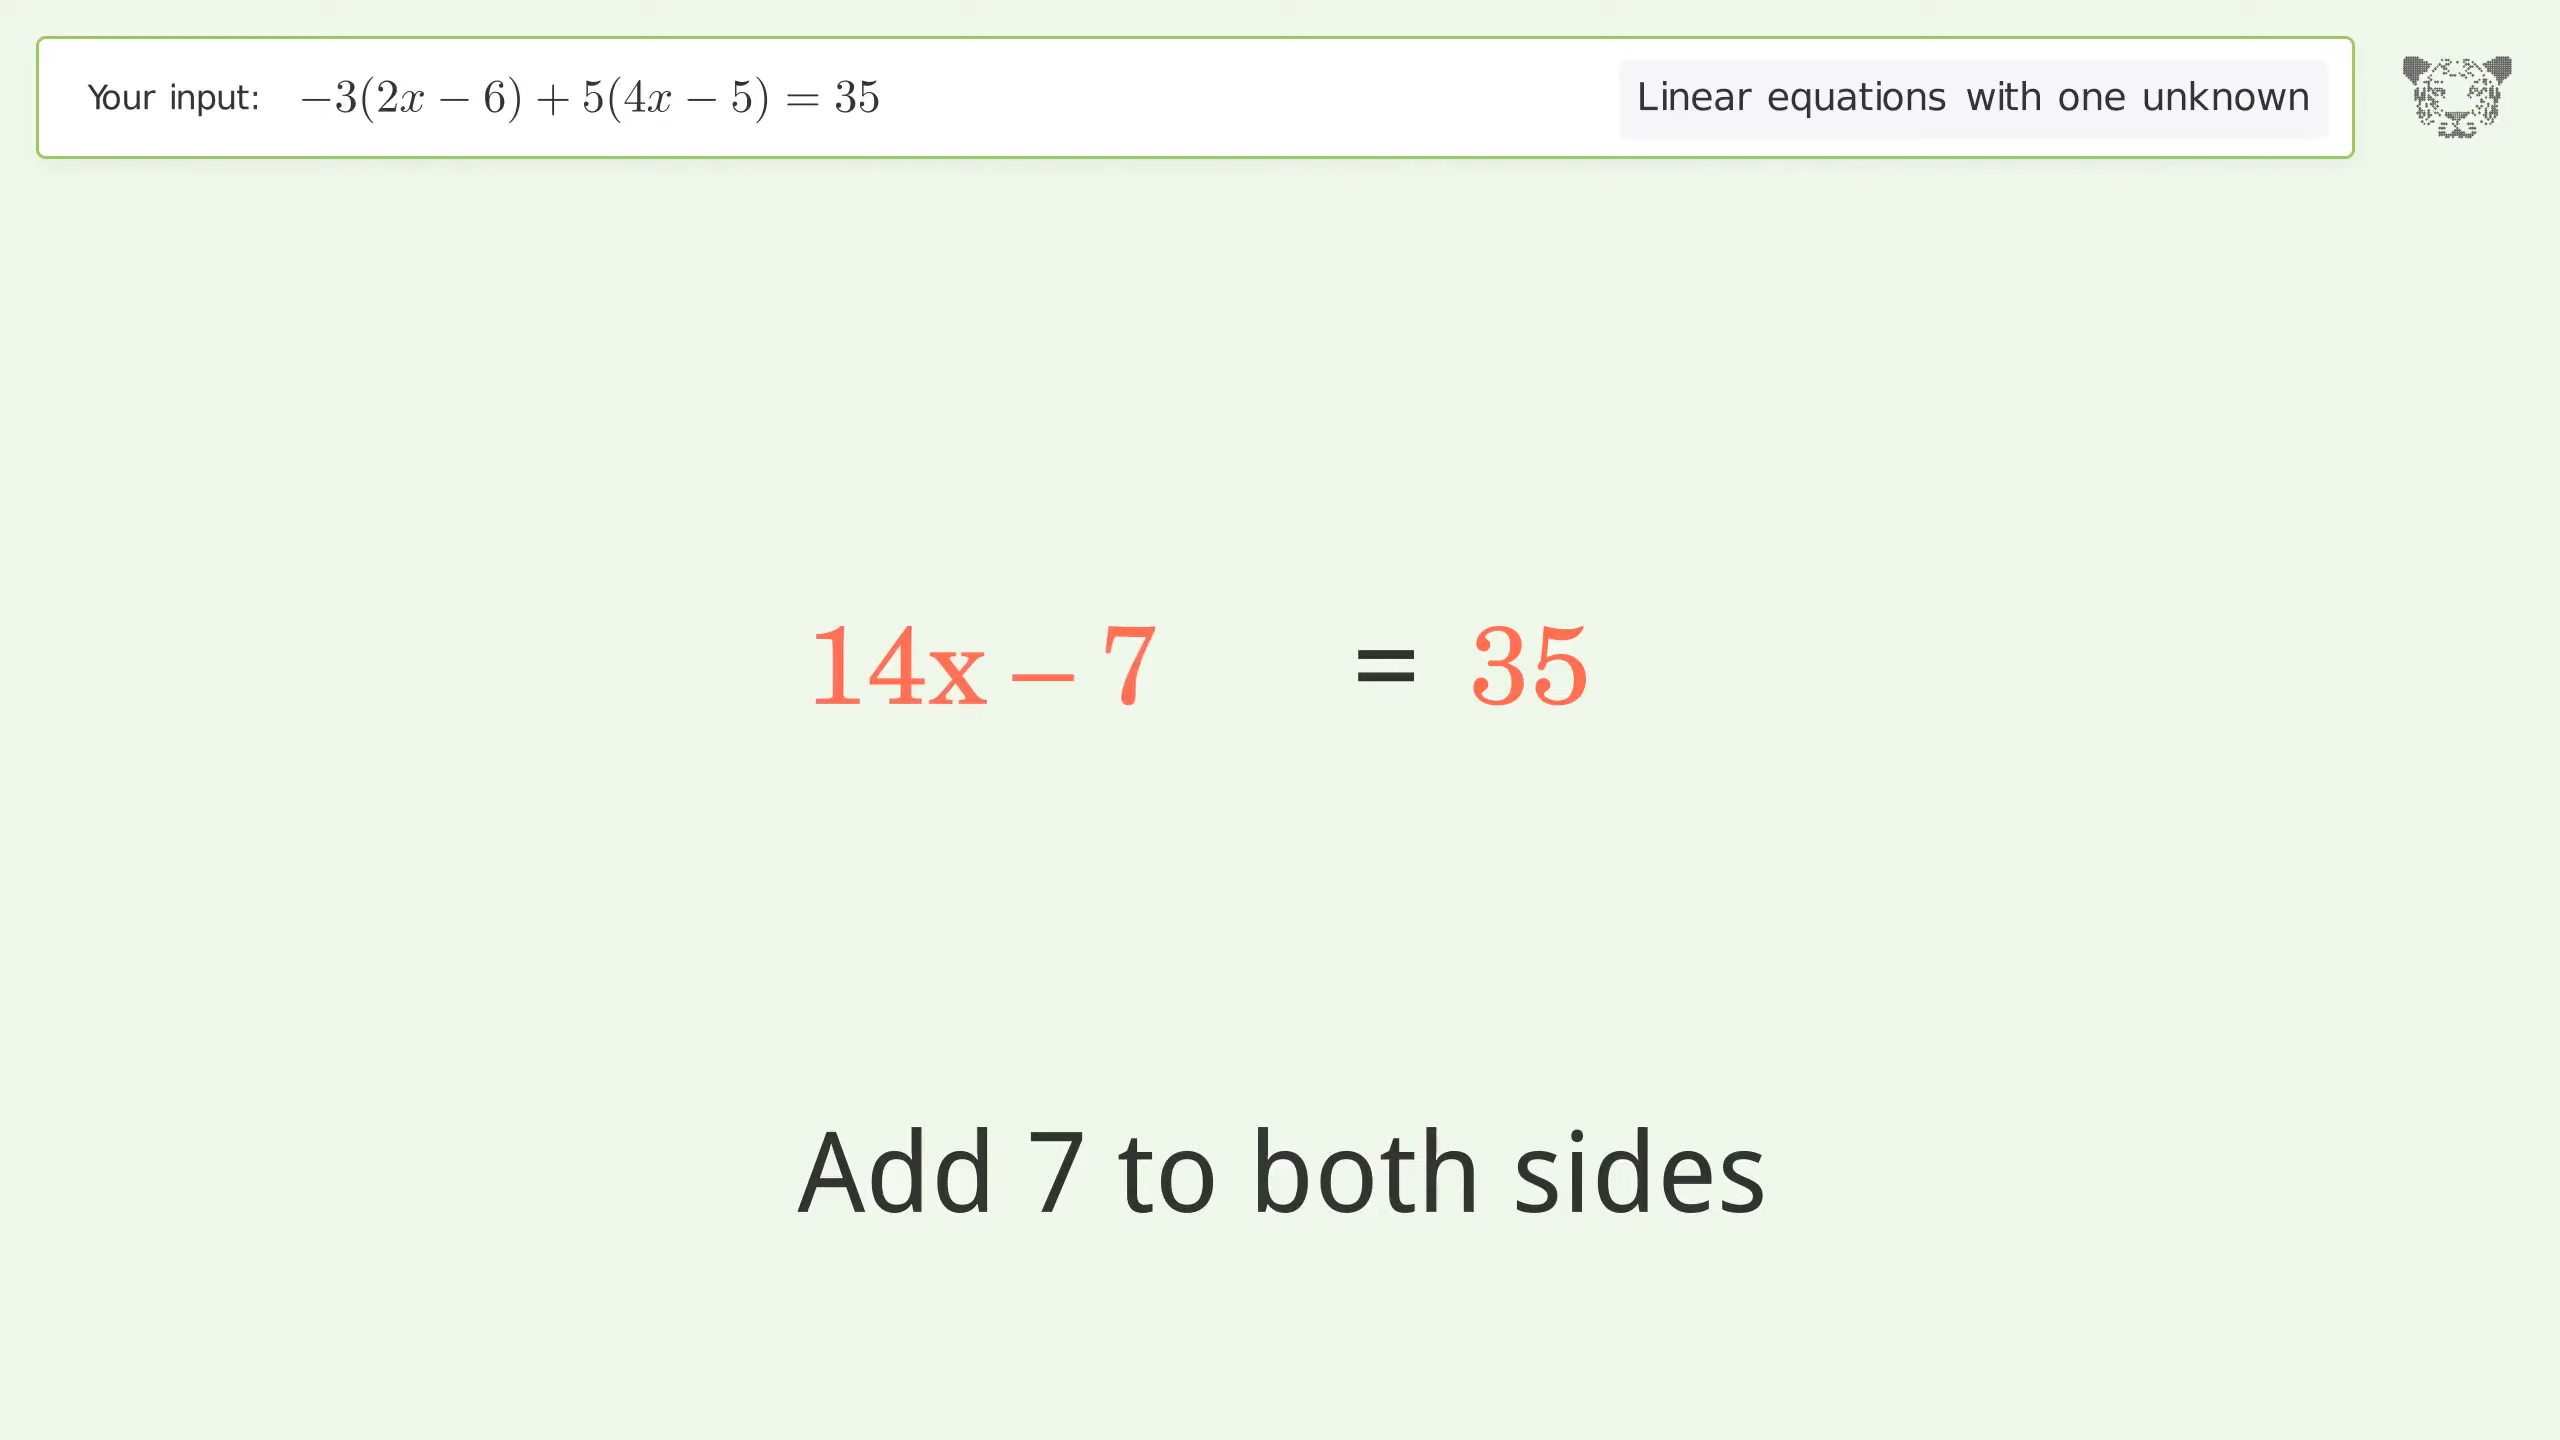 Your input: −3(2x − 6) + 5(4x − 5) = 35
Linear equations with one unknown
14x − 7 = 35
Add 7 to both sides